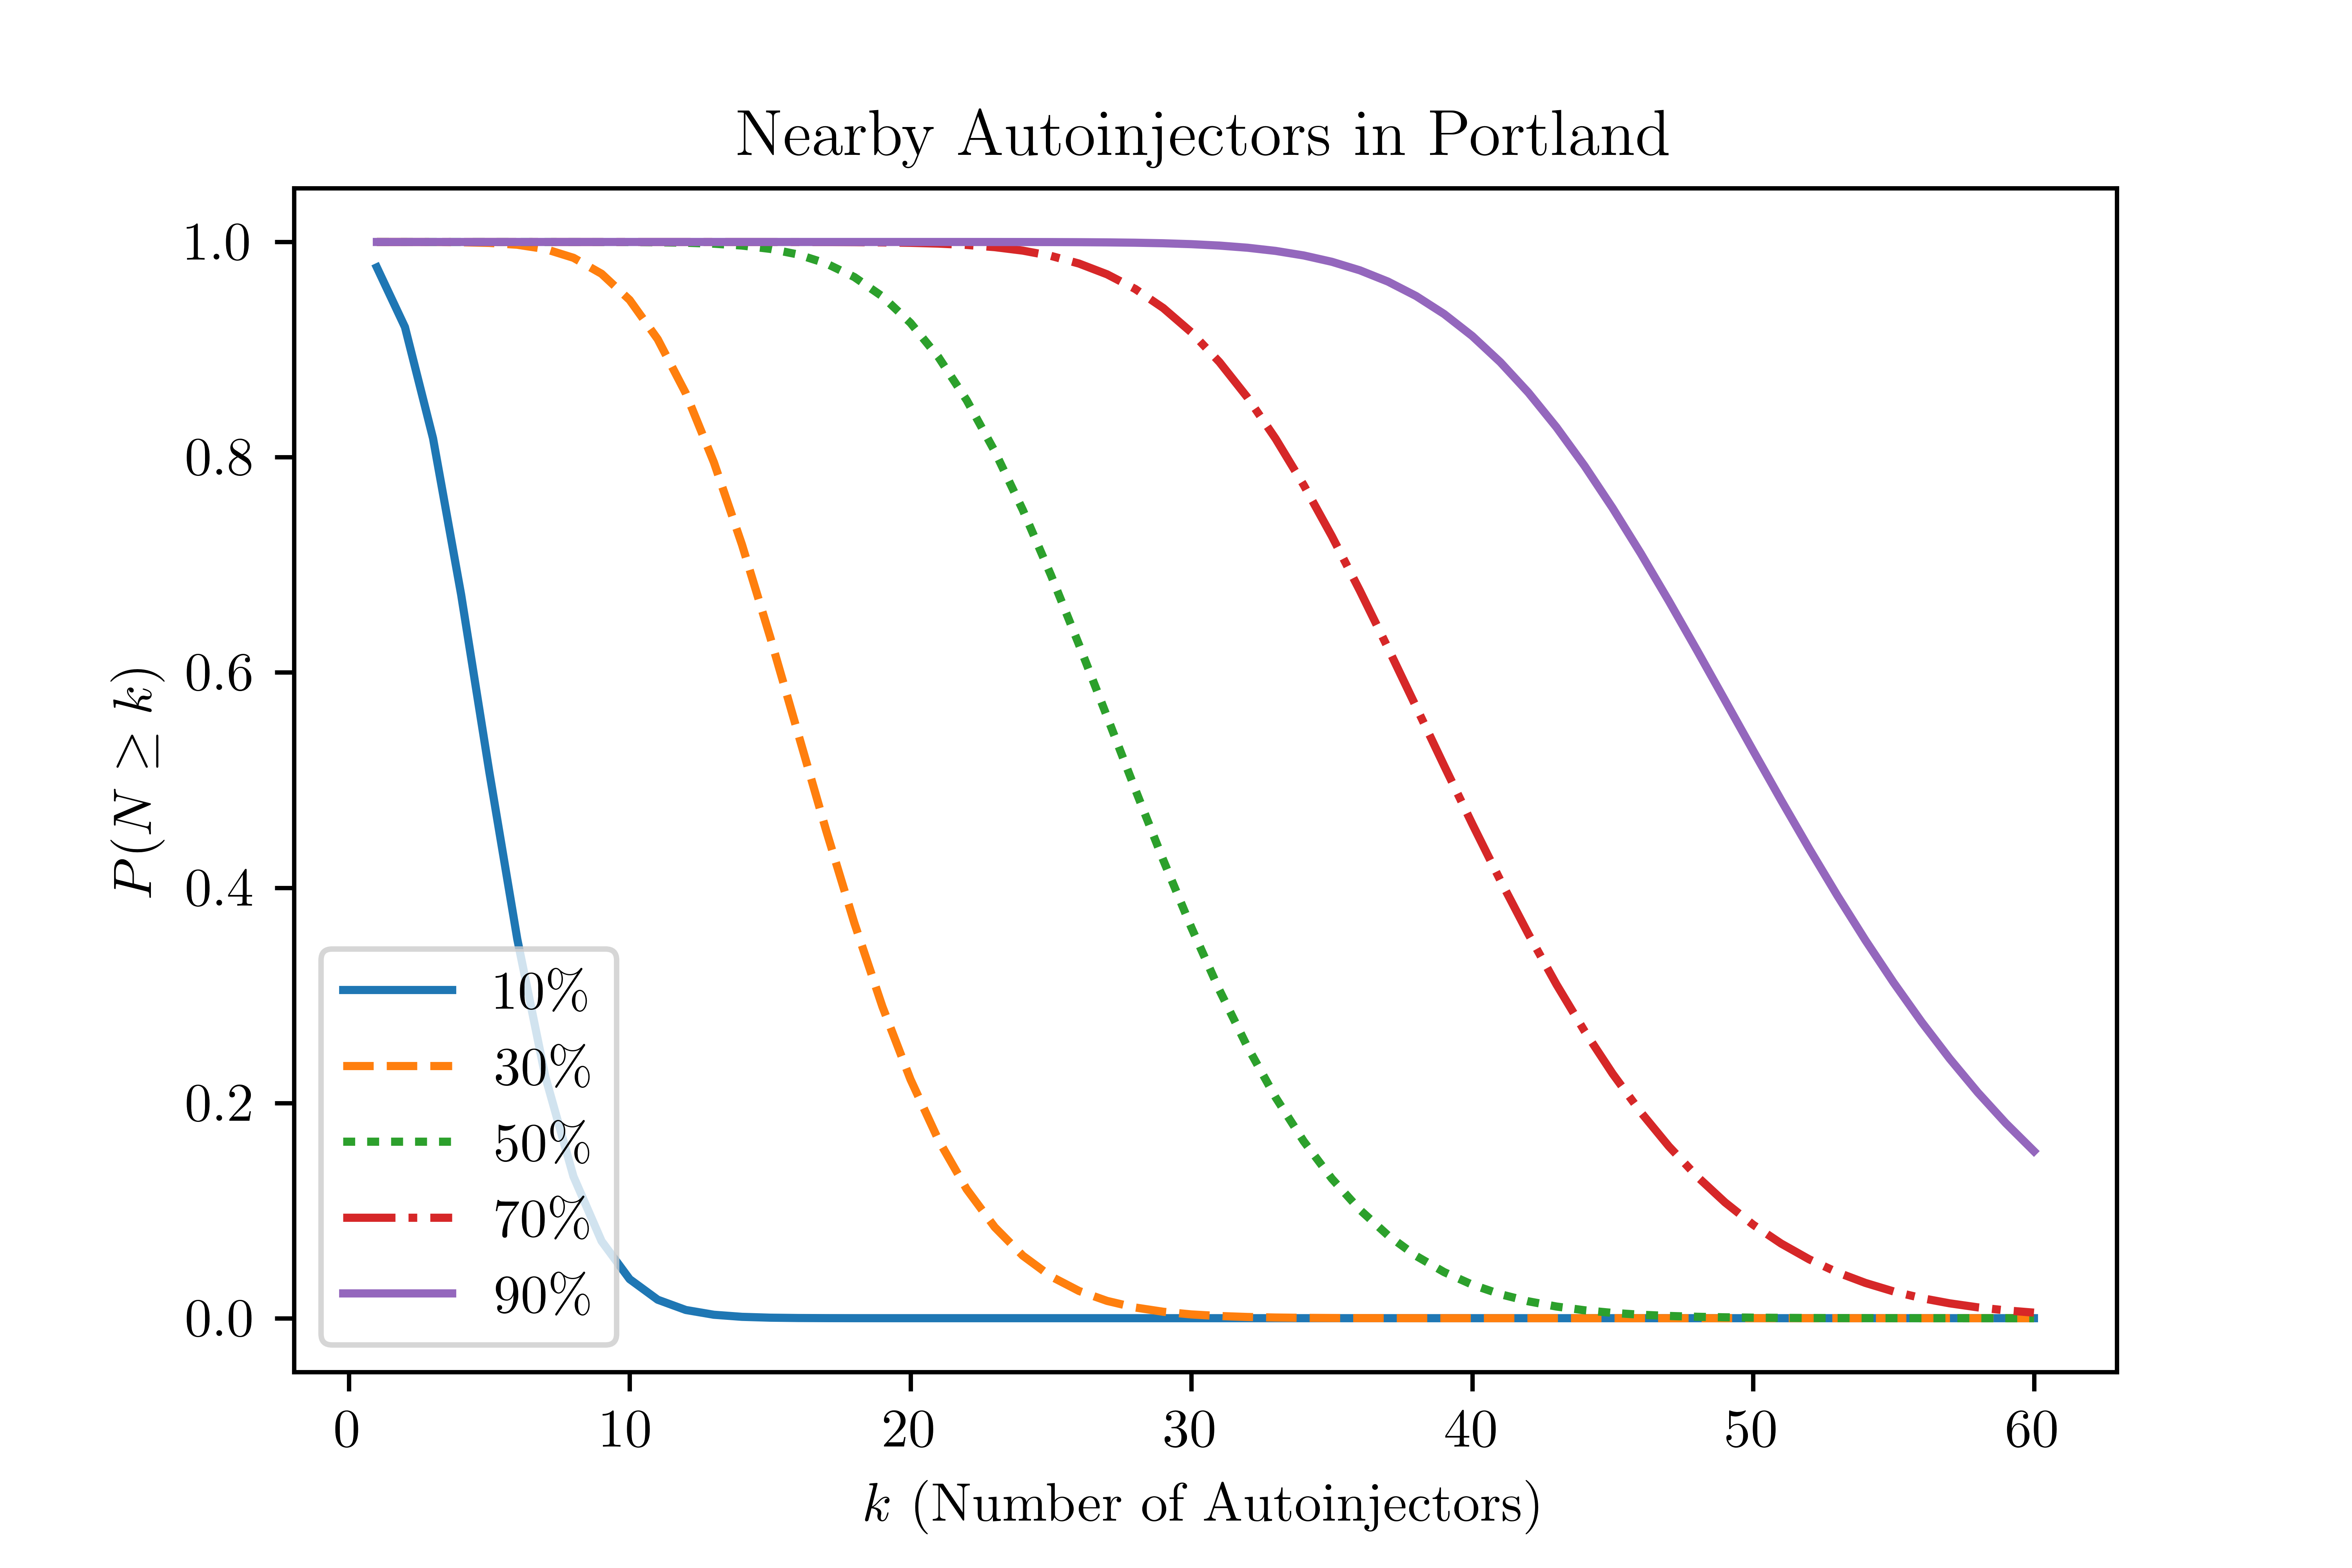 Nearby Autoinjectors in Portland
1.0
0.8
0.6
0.4
0.2
0.0
P(N ≥ k)
10%
30%
50%
70%
90%
0 10 20 30 40 50 60
k (Number of Autoinjectors)